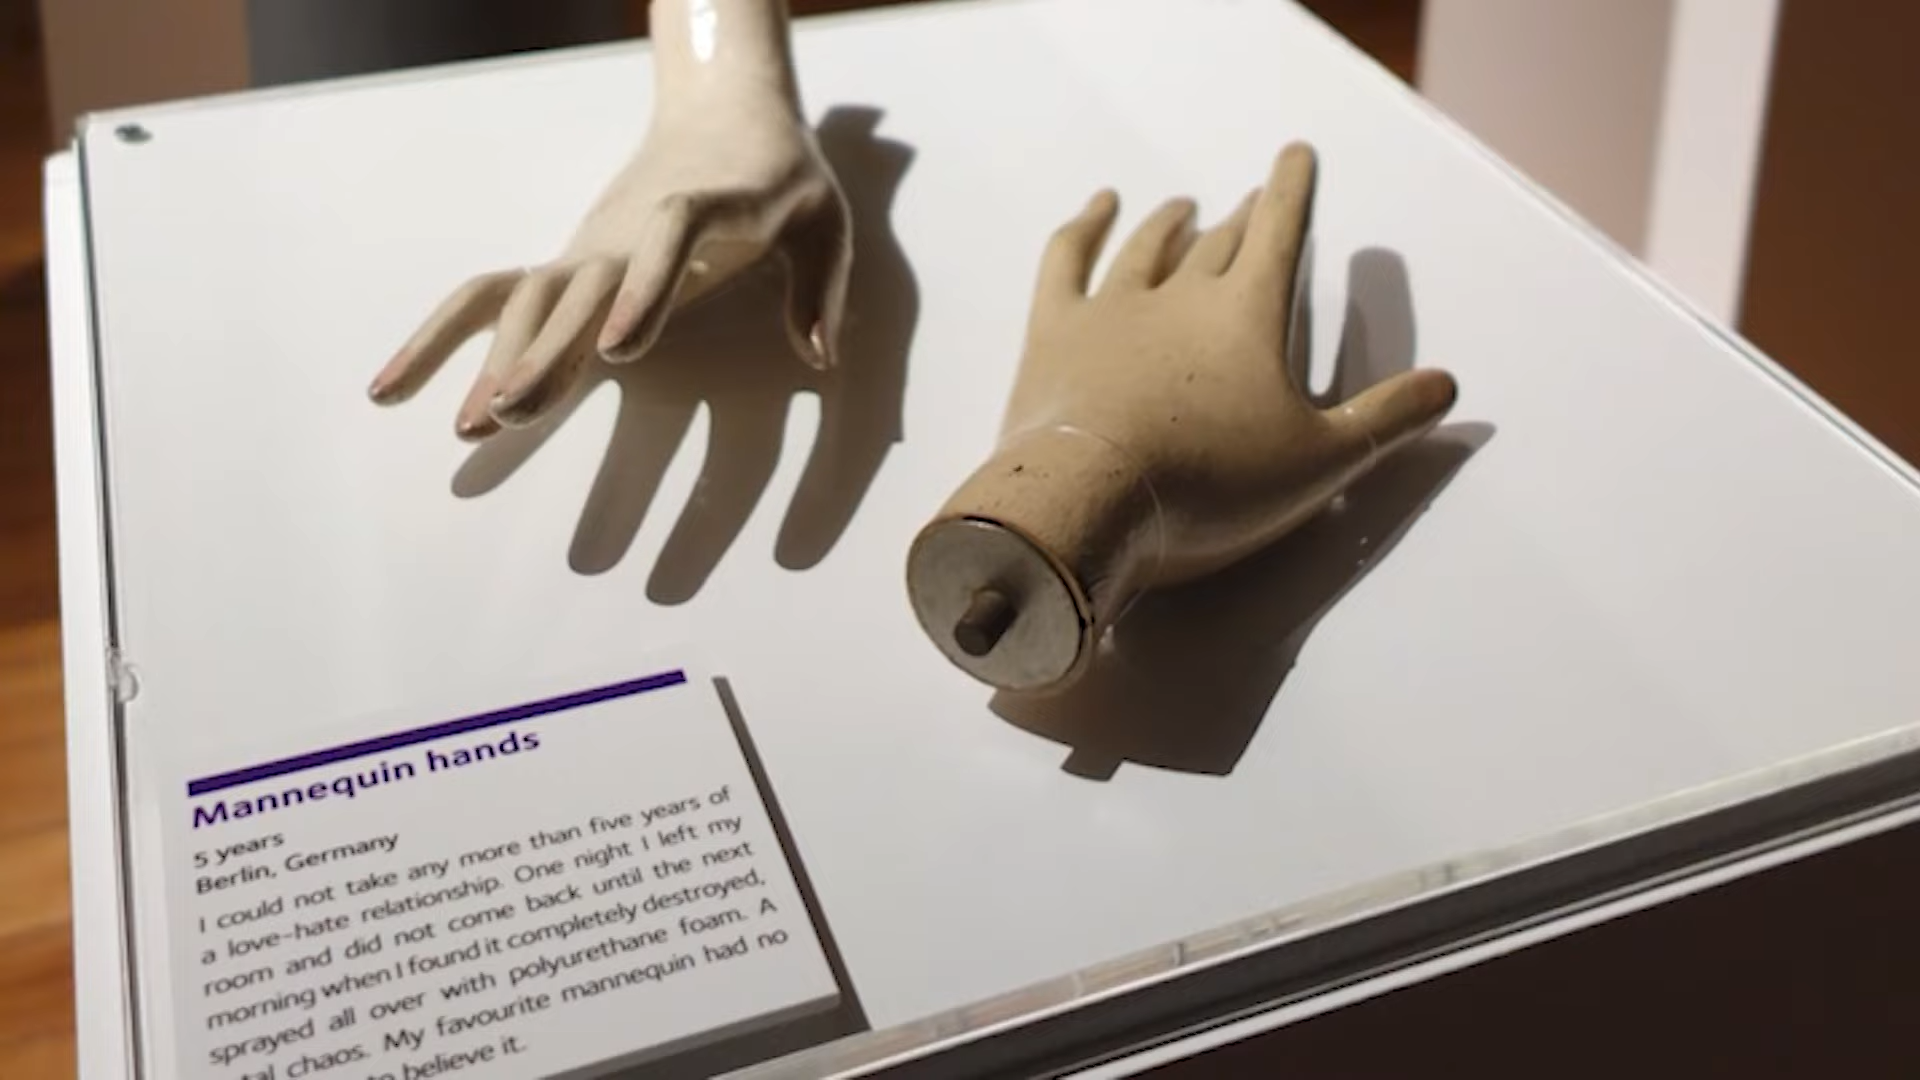 Mannequin hands
5 years
Berlin, Germany
I could not take any more than five years of
a love-hate relationship. One night I left my
room and did not come back until the next
morning when I found it completely destroyed,
sprayed all over with polyurethane foam. A
tal chaos. My favourite mannequin had no
to believe it.